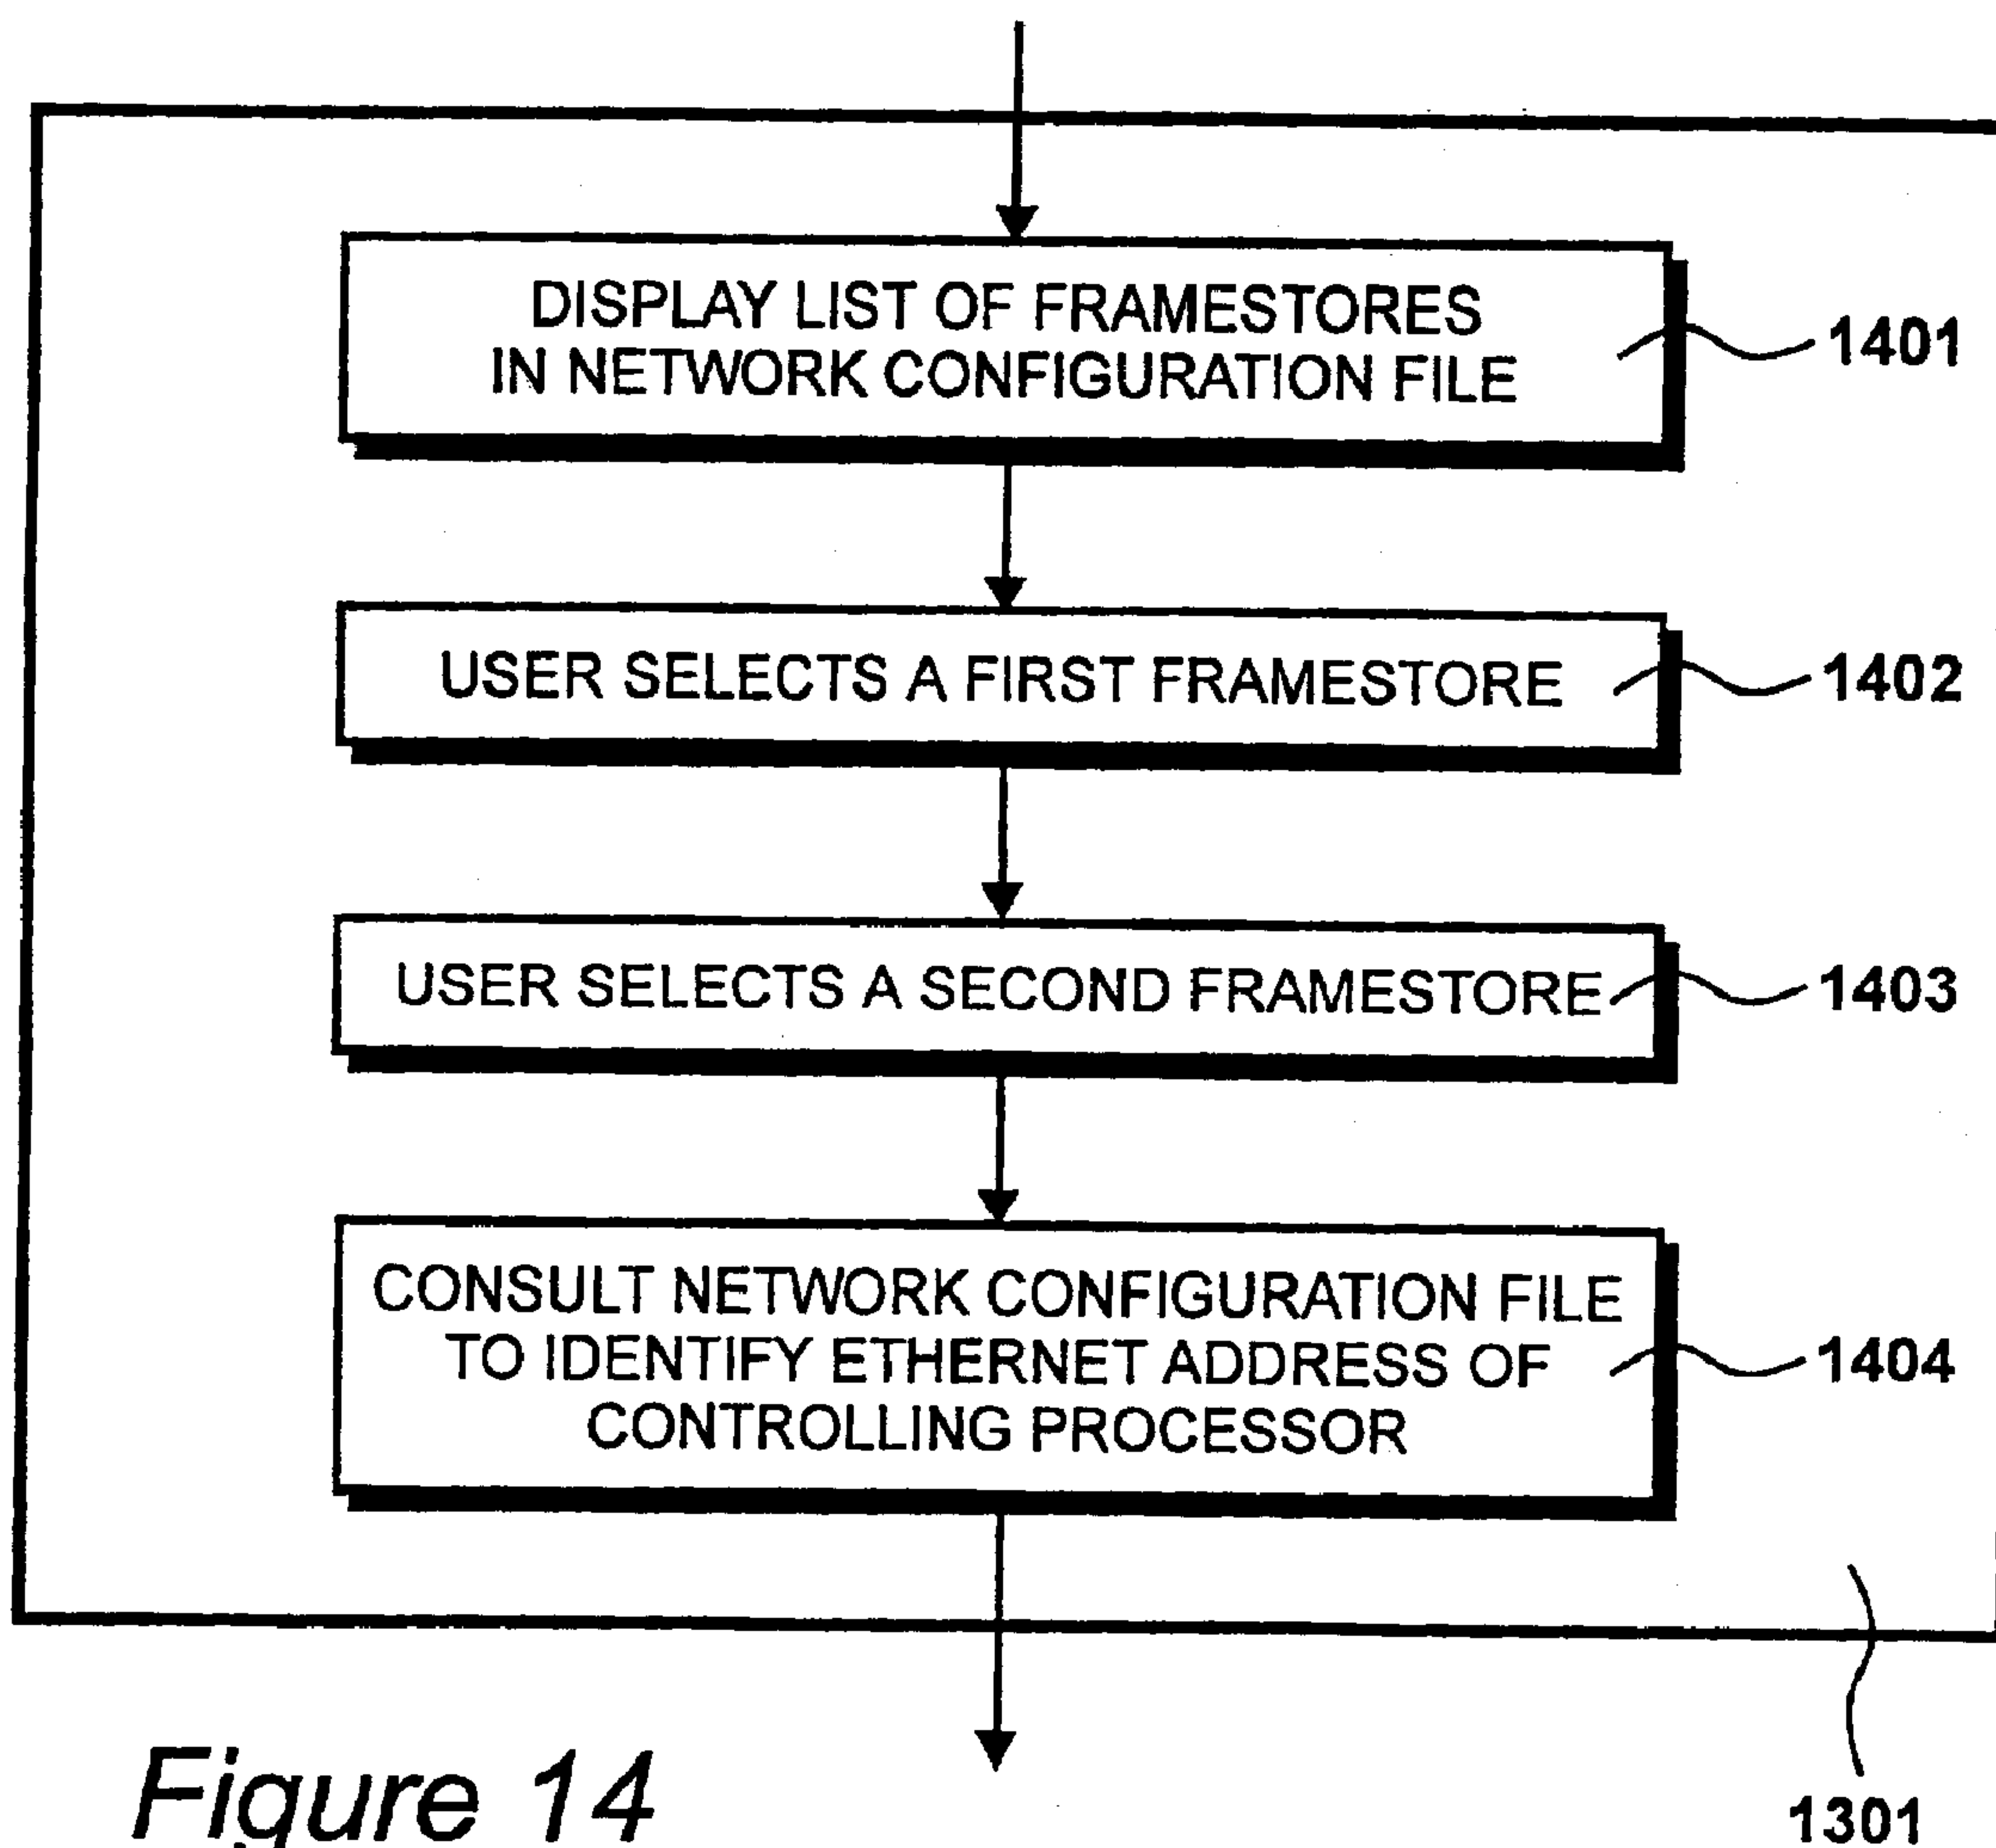 DISPLAY LIST OF FRAMESTORES
IN NETWORK CONFIGURATION FILE
1401
USER SELECTS A FIRST FRAMESTORE
1402
USER SELECTS A SECOND FRAMESTORE
1403
CONSULT NETWORK CONFIGURATION FILE
TO IDENTIFY ETHERNET ADDRESS OF
CONTROLLING PROCESSOR
1404
1301
Figure 14